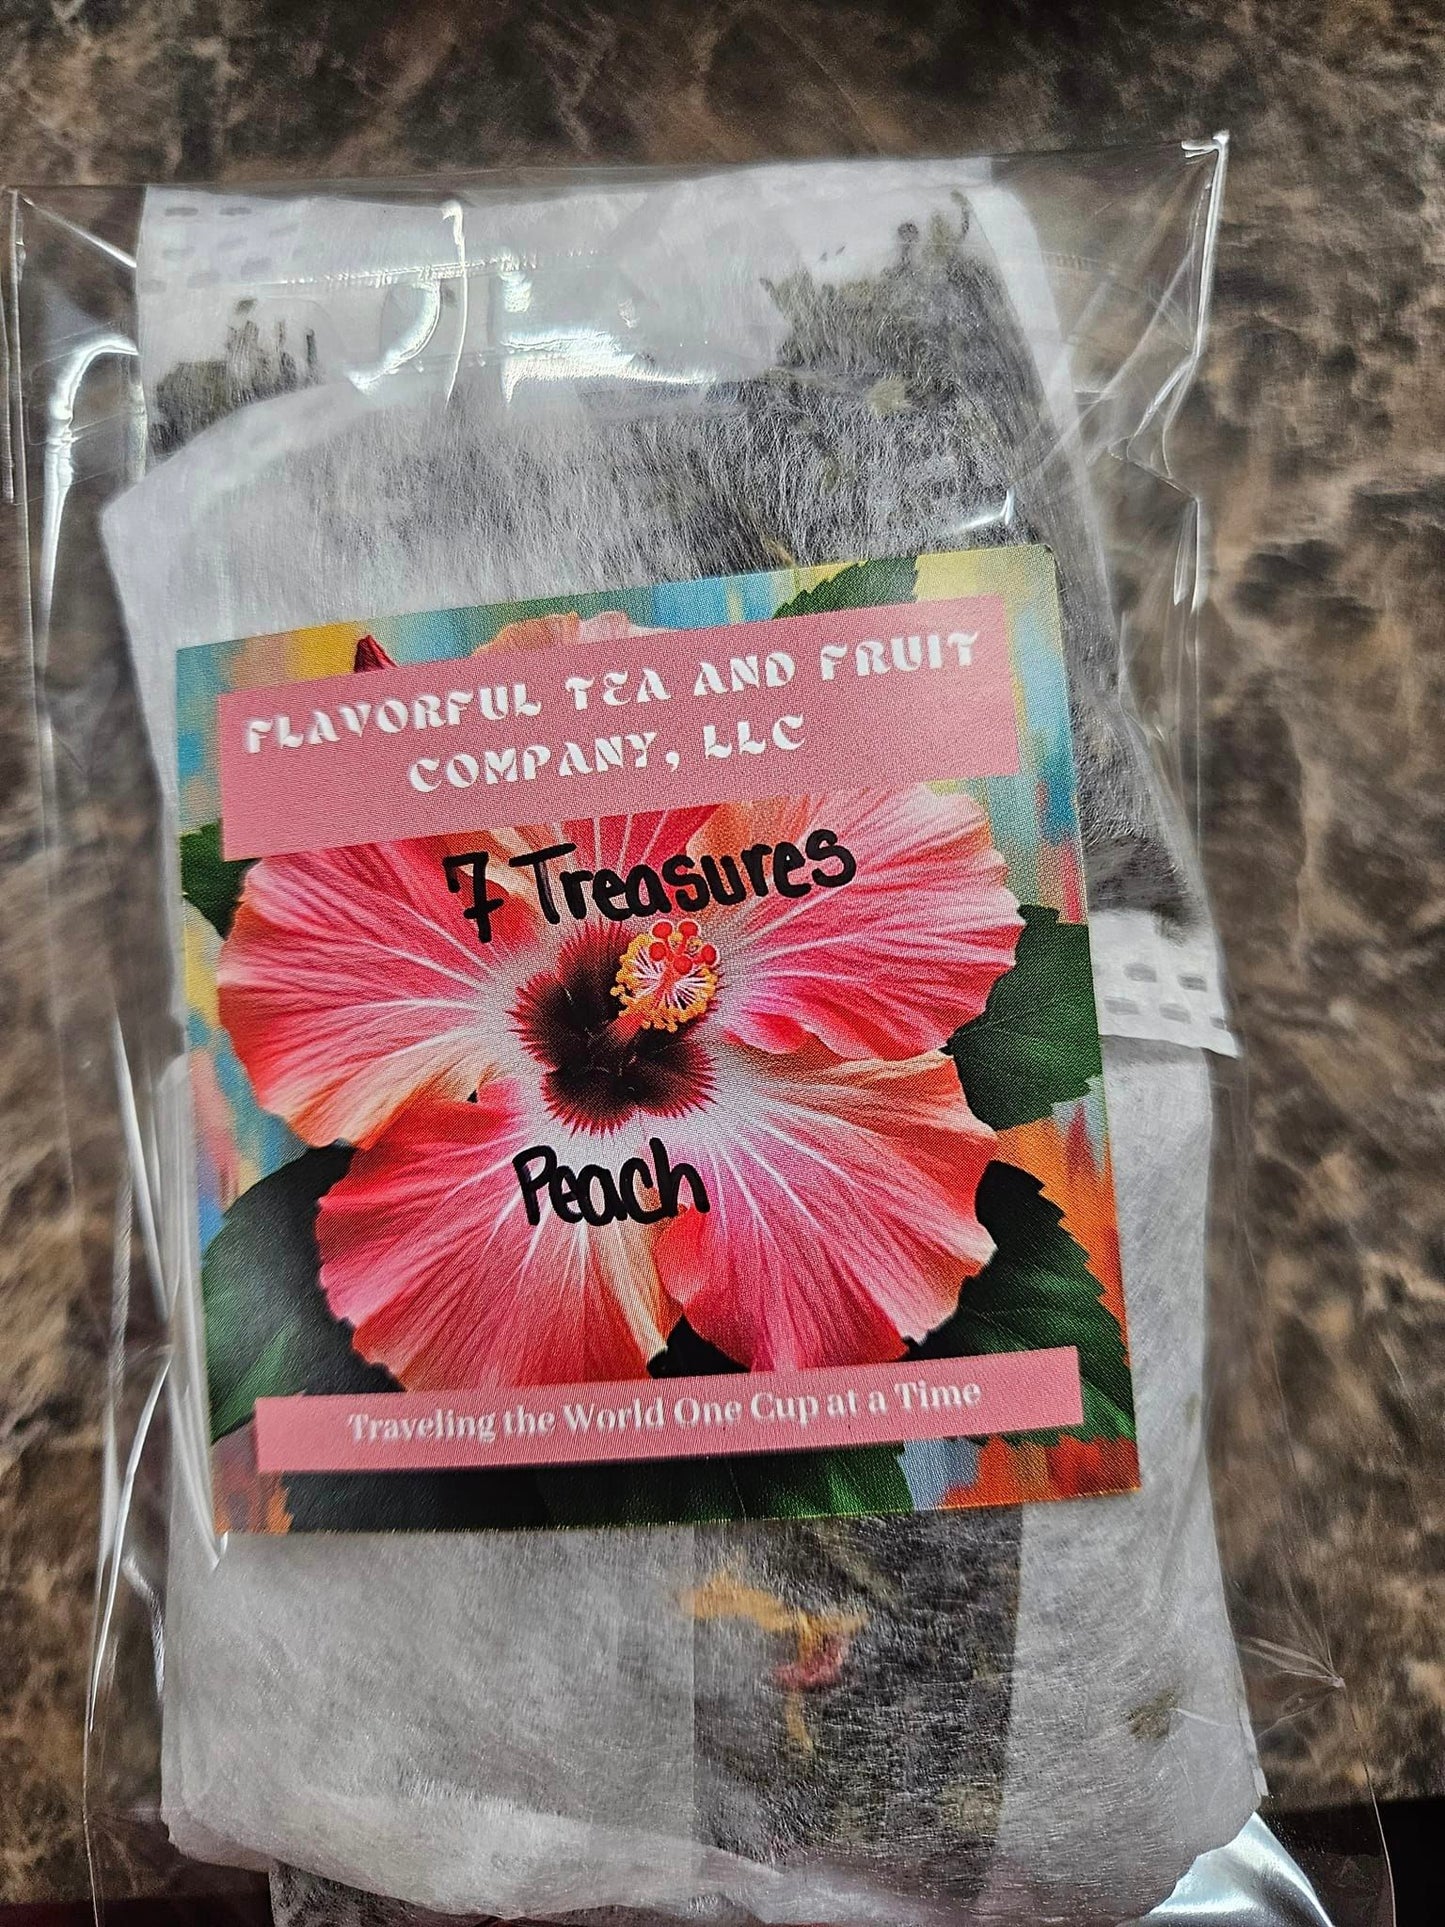 FLAVORFUL TEA AND FRUIT
COMPANY, LLC
7 Treasures
Peach
Traveling the World One Cup at a Time